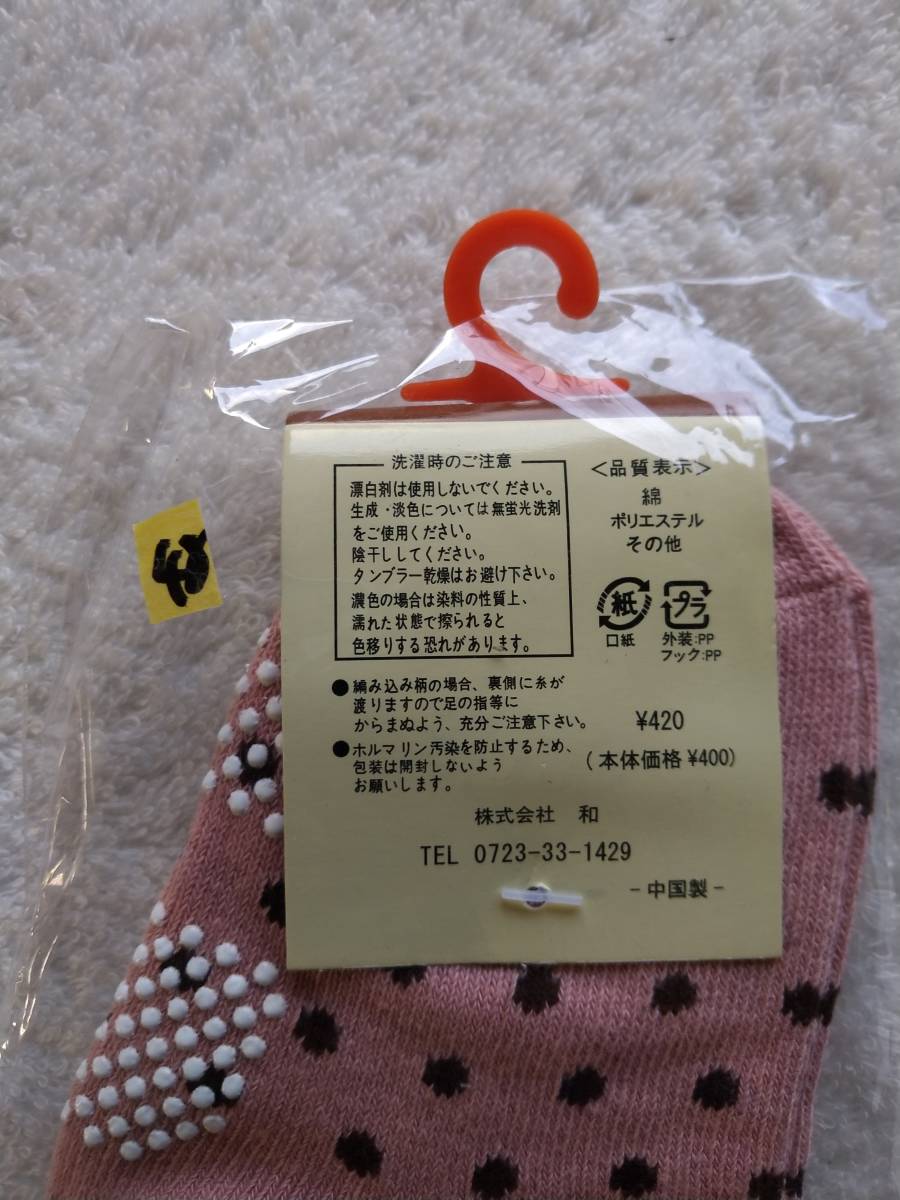 洗濯時のご注意
漂白剤は使用しないでください。
生成・淡色については無蛍光洗剤
をご使用ください。
陰干ししてください。
タンブラー乾燥はお避け下さい。
濃色の場合は染料の性質上、
濡れた状態で擦られると
色移りする恐れがあります。
●編み込み柄の場合、裏側に糸が
渡りますので足の指等に
からまぬよう、充分ご注意下さい。
●ホルマリン汚染を防止するため、
包装は開封しないよう
お願いします。
<品質表示>
綿
ポリエステル
その他
紙
口紙
プラ
外装:PP
フック:PP
¥420
(本体価格¥400)
株式会社 和
TEL 0723-33-1429
-中国製-